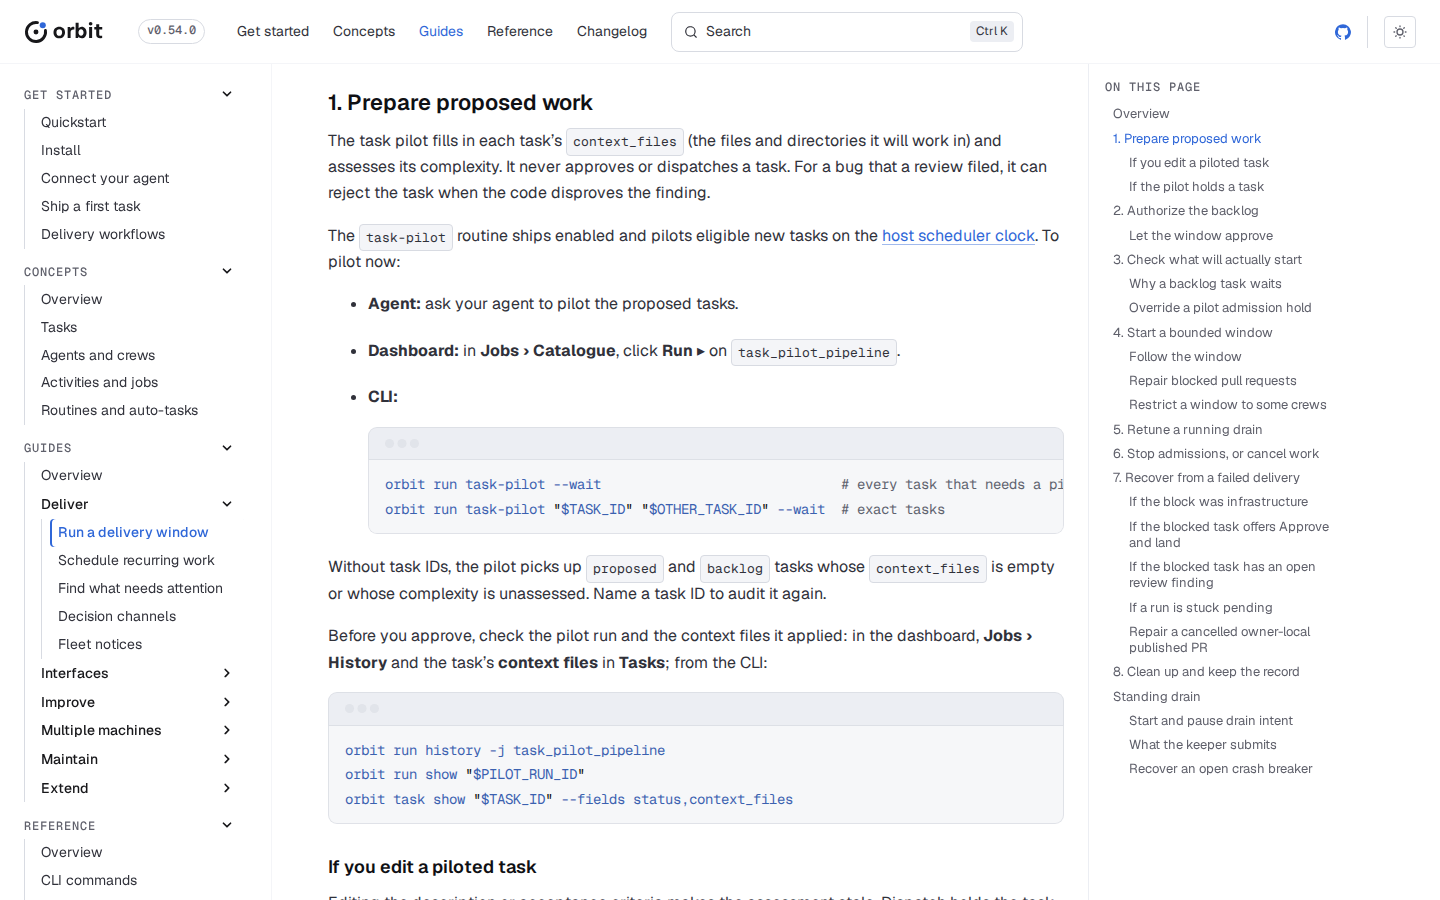 orbit
v0.54.0
Get started
Concepts
Guides
Reference
Changelog
Search
Ctrl K
GET STARTED
Quickstart
Install
Connect your agent
Ship a first task
Delivery workflows
CONCEPTS
Overview
Tasks
Agents and crews
Activities and jobs
Routines and auto-tasks
GUIDES
Overview
Deliver
Run a delivery window
Schedule recurring work
Find what needs attention
Decision channels
Fleet notices
Interfaces
Improve
Multiple machines
Maintain
Extend
REFERENCE
Overview
CLI commands
1. Prepare proposed work
The task pilot fills in each task’s context_files (the files and directories it will work in) and
assesses its complexity. It never approves or dispatches a task. For a bug that a review filed, it can
reject the task when the code disproves the finding.
The task-pilot routine ships enabled and pilots eligible new tasks on the host scheduler clock. To
pilot now:
• Agent: ask your agent to pilot the proposed tasks.
• Dashboard: in Jobs › Catalogue, click Run ▸ on task_pilot_pipeline.
• CLI:
orbit run task-pilot --wait # every task that needs a pi
orbit run task-pilot "$TASK_ID" "$OTHER_TASK_ID" --wait # exact tasks
Without task IDs, the pilot picks up proposed and backlog tasks whose context_files is empty
or whose complexity is unassessed. Name a task ID to audit it again.
Before you approve, check the pilot run and the context files it applied: in the dashboard, Jobs ›
History and the task’s context files in Tasks; from the CLI:
orbit run history -j task_pilot_pipeline
orbit run show "$PILOT_RUN_ID"
orbit task show "$TASK_ID" --fields status,context_files
If you edit a piloted task
Editing the description or acceptance criteria makes the assessment stale. Dispatch holds the task
ON THIS PAGE
Overview
1. Prepare proposed work
If you edit a piloted task
If the pilot holds a task
2. Authorize the backlog
Let the window approve
3. Check what will actually start
Why a backlog task waits
Override a pilot admission hold
4. Start a bounded window
Follow the window
Repair blocked pull requests
Restrict a window to some crews
5. Retune a running drain
6. Stop admissions, or cancel work
7. Recover from a failed delivery
If the block was infrastructure
If the blocked task offers Approve
and land
If the blocked task has an open
review finding
If a run is stuck pending
Repair a cancelled owner-local
published PR
8. Clean up and keep the record
Standing drain
Start and pause drain intent
What the keeper submits
Recover an open crash breaker